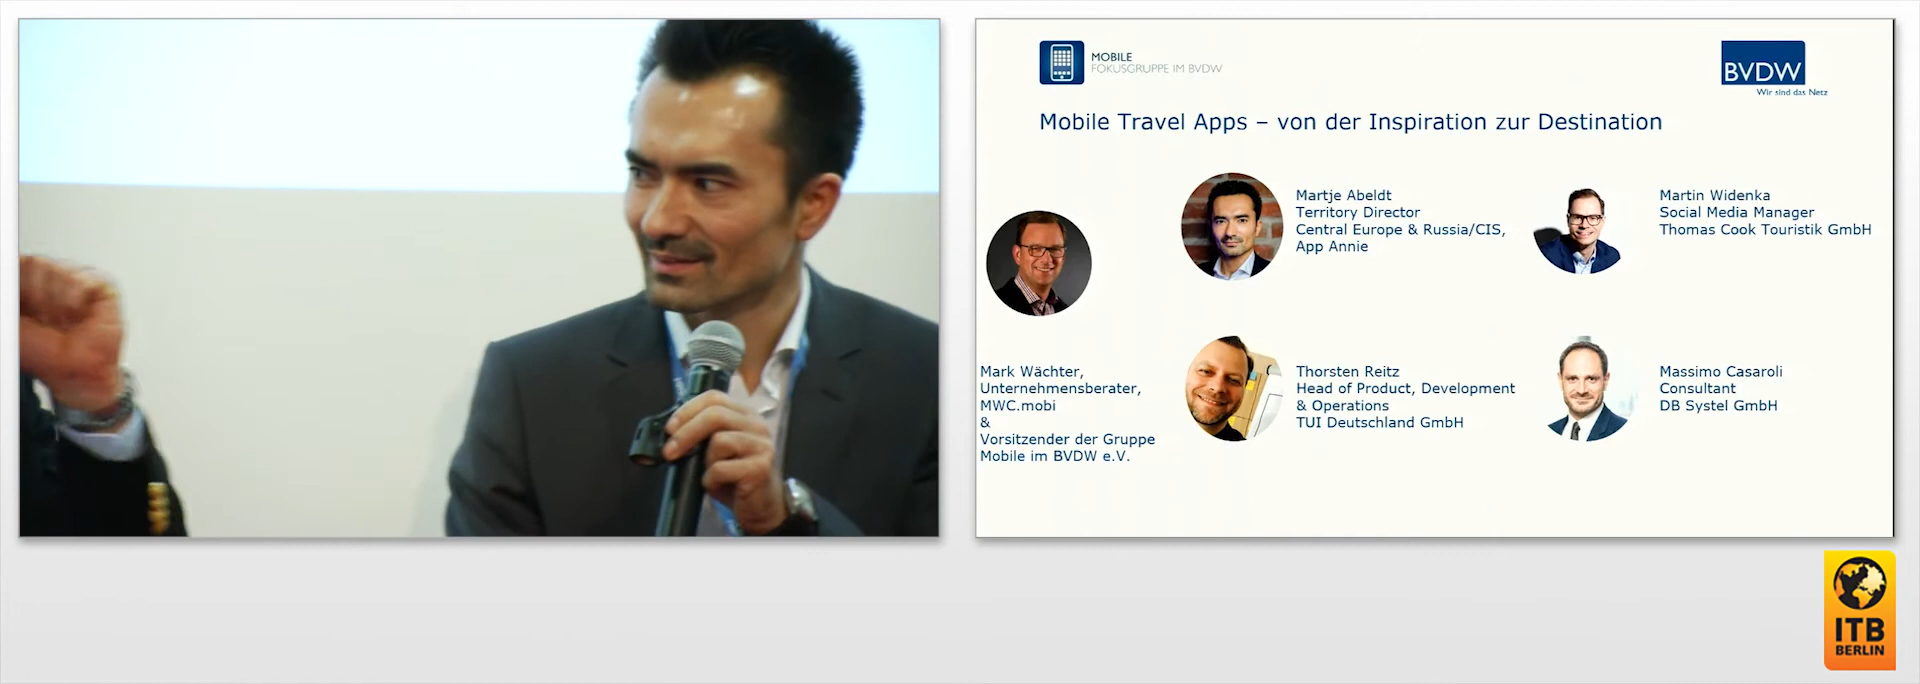 MOBILE
FOKUSGRUPPE IM BVDW
BVDW
Wir sind das Netz
Mobile Travel Apps – von der Inspiration zur Destination
Martje Abeldt
Territory Director
Central Europe & Russia/CIS,
App Annie
Martin Widenka
Social Media Manager
Thomas Cook Touristik GmbH
Mark Wächter,
Unternehmensberater,
MWC.mobi
&
Vorsitzender der Gruppe
Mobile im BVDW e.V.
Thorsten Reitz
Head of Product, Development
& Operations
TUI Deutschland GmbH
Massimo Casaroli
Consultant
DB Systel GmbH
ITB
BERLIN